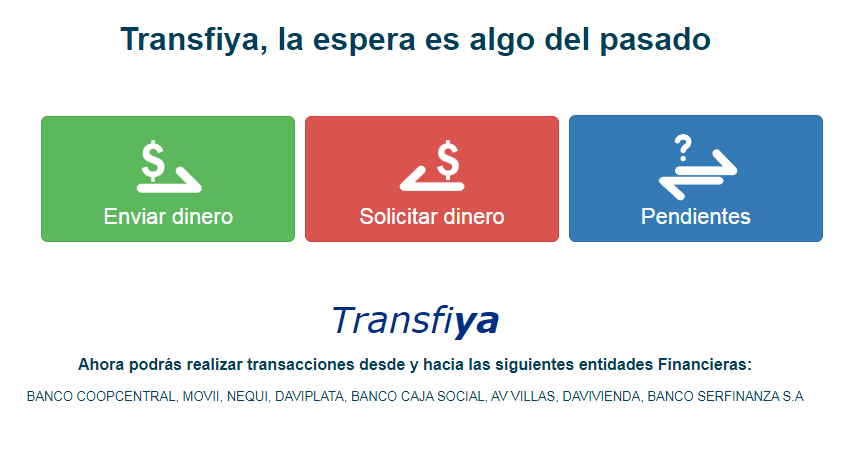 Transfiya, la espera es algo del pasado
$
$
?
Enviar dinero
Solicitar dinero
Pendientes
Transfiya
Ahora podrás realizar transacciones desde y hacia las siguientes entidades Financieras:
BANCO COOPCENTRAL, MOVII, NEQUI, DAVIPLATA, BANCO CAJA SOCIAL, AV VILLAS, DAVIVIENDA, BANCO SERFINANZA S.A